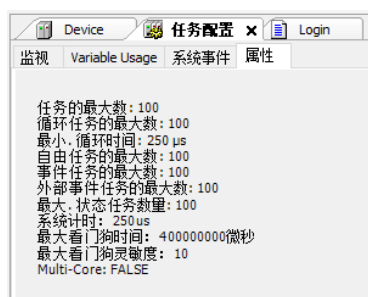 Device 任务配置 Login
监视 Variable Usage 系统事件 属性
任务的最大数: 100
循环任务的最大数: 100
最小. 循环时间: 250 µs
自由任务的最大数: 100
事件任务的最大数: 100
外部事件任务的最大数: 100
最大. 状态任务数量: 100
系统计时: 250us
最大看门狗时间: 400000000微秒
最大看门狗灵敏度: 10
Multi-Core: FALSE